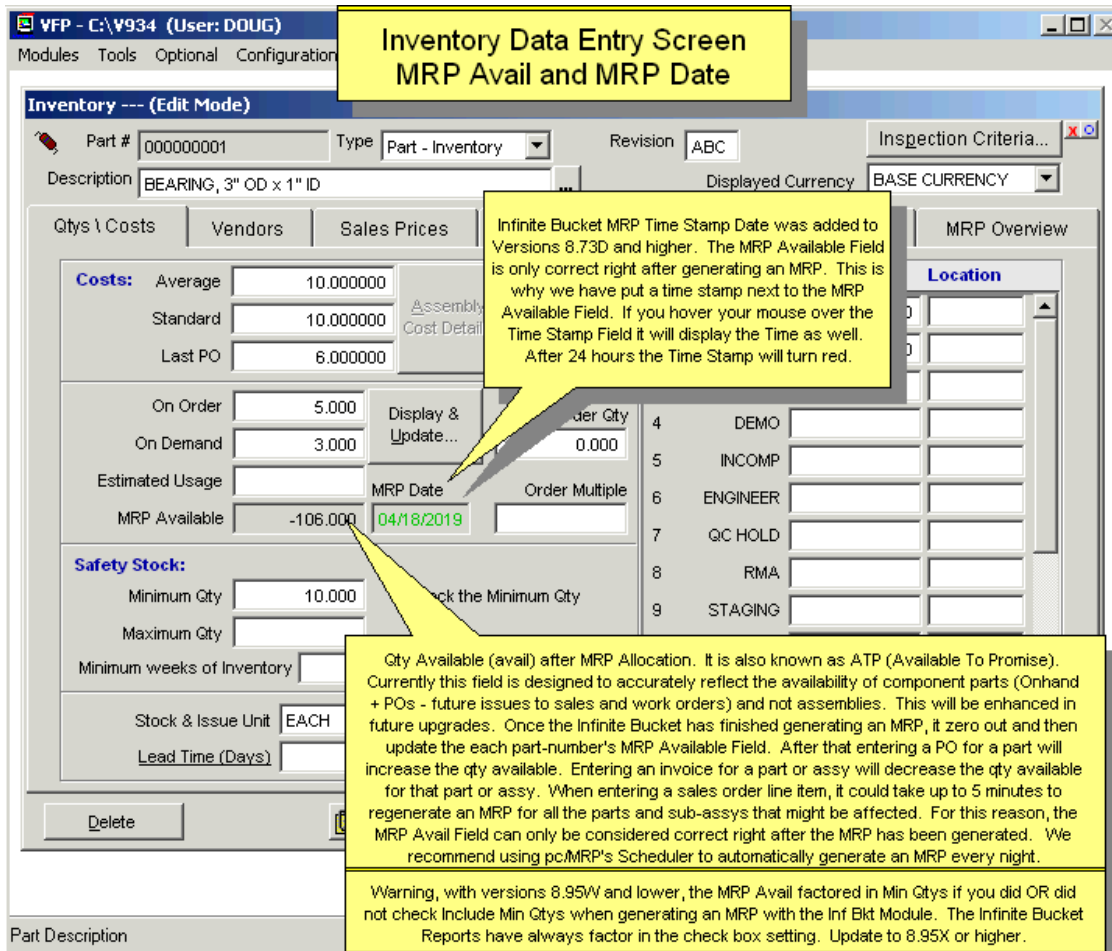 VFP - C:\V934 (User: DOUG)
Modules Tools Optional Configuration
Inventory Data Entry Screen
MRP Avail and MRP Date
Inventory --- (Edit Mode)
Part # 000000001 Type Part - Inventory Revision ABC Inspection Criteria...
Description BEARING, 3" OD x 1" ID ... Displayed Currency BASE CURRENCY
Qtys \ Costs Vendors Sales Prices MRP Overview
Infinite Bucket MRP Time Stamp Date was added to
Versions 8.73D and higher. The MRP Available Field
is only correct right after generating an MRP. This is
why we have put a time stamp next to the MRP
Available Field. If you hover your mouse over the
Time Stamp Field it will display the Time as well.
After 24 hours the Time Stamp will turn red.
Costs: Average 10.000000
Standard 10.000000
Last PO 6.000000
Assembly
Cost Detail
Location
On Order 5.000
On Demand 3.000
Display &
Update...
der Qty
0.000
Estimated Usage
MRP Date Order Multiple
MRP Available -106.000 04/18/2019
4 DEMO
5 INCOMP
6 ENGINEER
7 QC HOLD
8 RMA
9 STAGING
Safety Stock:
Minimum Qty 10.000 ck the Minimum Qty
Maximum Qty
Minimum weeks of Inventory
Stock & Issue Unit EACH
Lead Time (Days)
Delete
Qty Available (avail) after MRP Allocation. It is also known as ATP (Available To Promise).
Currently this field is designed to accurately reflect the availability of component parts (Onhand
+ POs - future issues to sales and work orders) and not assemblies. This will be enhanced in
future upgrades. Once the Infinite Bucket has finished generating an MRP, it zero out and then
update the each part-number's MRP Available Field. After that entering a PO for a part will
increase the qty available. Entering an invoice for a part or assy will decrease the qty available
for that part or assy. When entering a sales order line item, it could take up to 5 minutes to
regenerate an MRP for all the parts and sub-assys that might be affected. For this reason, the
MRP Avail Field can only be considered correct right after the MRP has been generated. We
recommend using pc/MRP's Scheduler to automatically generate an MRP every night.
Warning, with versions 8.95W and lower, the MRP Avail factored in Min Qtys if you did OR did
not check Include Min Qtys when generating an MRP with the Inf Bkt Module. The Infinite Bucket
Reports have always factor in the check box setting. Update to 8.95X or higher.
Part Description